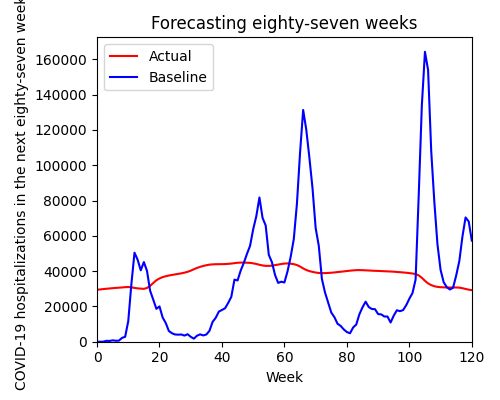 Forecasting eighty-seven weeks
COVID-19 hospitalizations in the next eighty-seven week
Actual
Baseline
160000
140000
120000
100000
80000
60000
40000
20000
0
0 20 40 60 80 100 120
Week